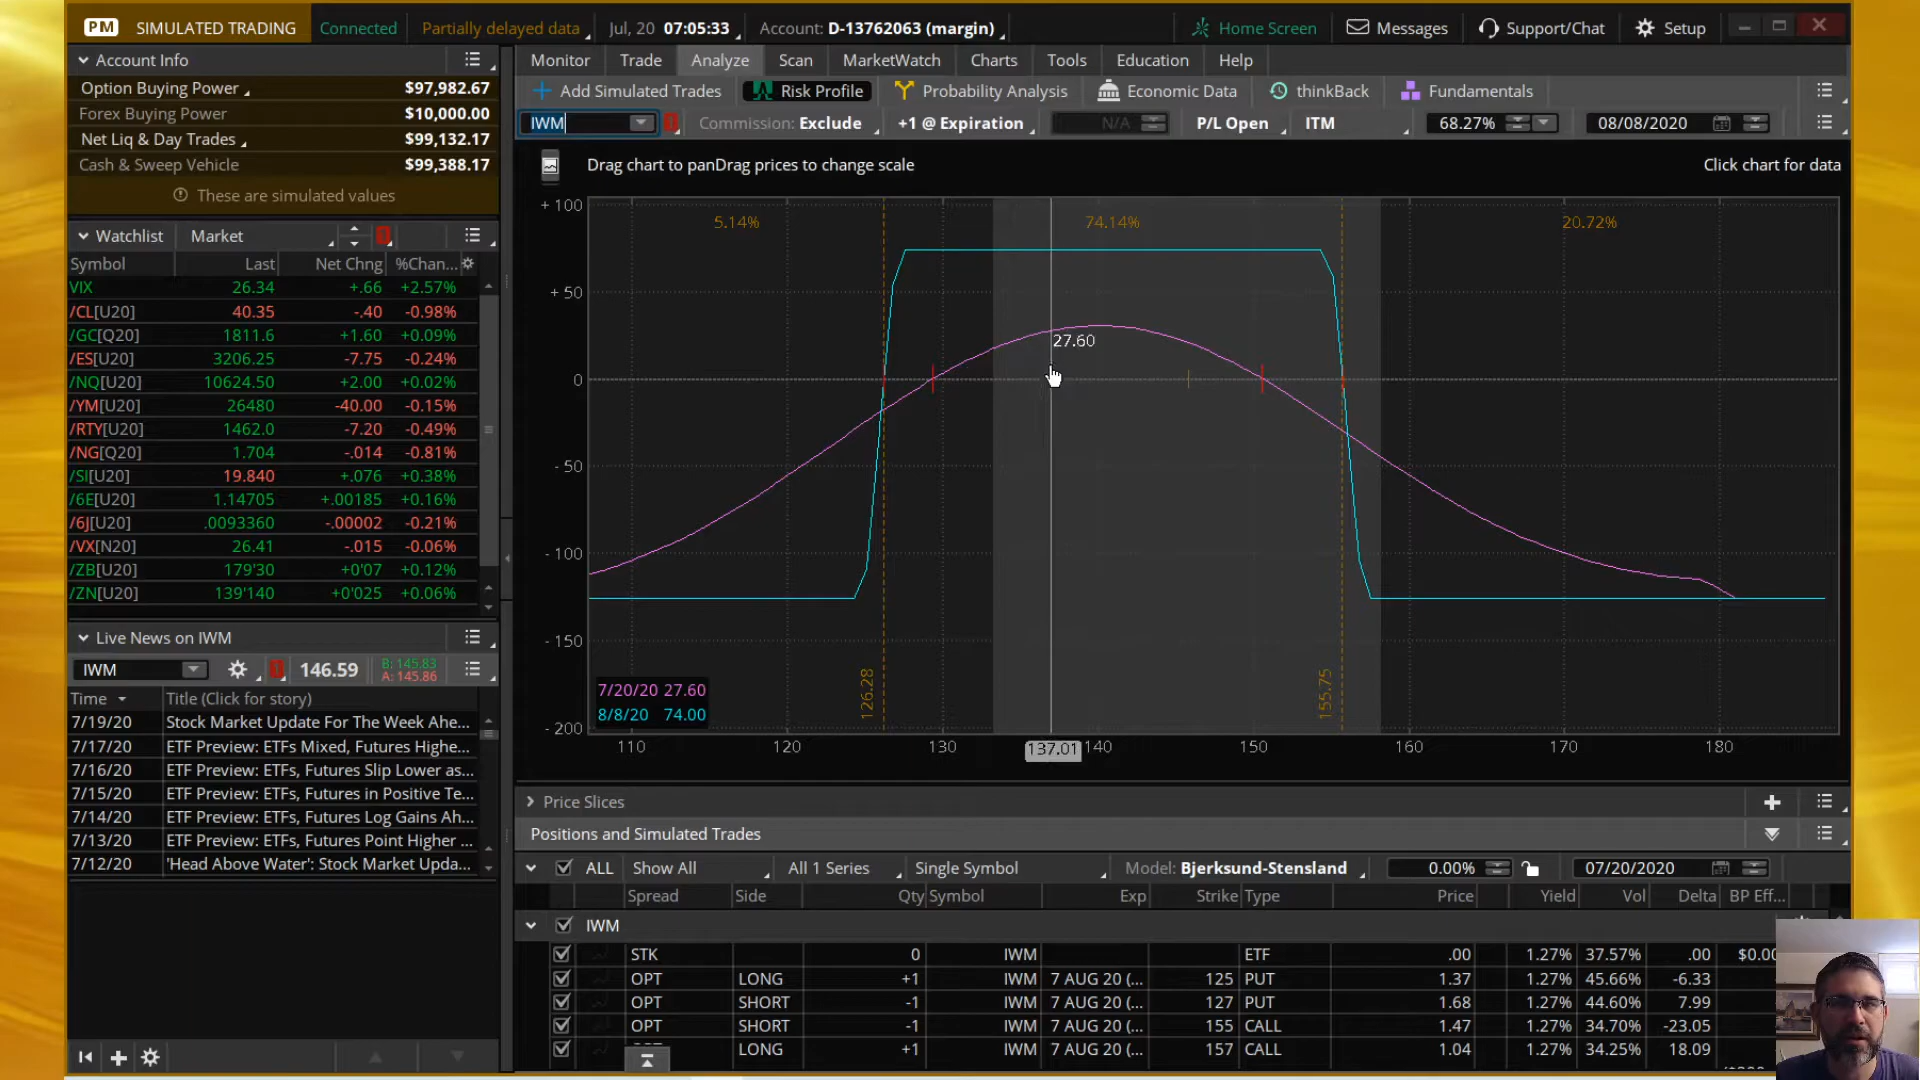 PM SIMULATED TRADING Connected Partially delayed data Jul, 20 07:05:33 Account: D-13762063 (margin) Home Screen Messages Support/Chat Setup
Account Info
Option Buying Power $97,982.67
Forex Buying Power $10,000.00
Net Liq & Day Trades $99,132.17
Cash & Sweep Vehicle $99,388.17
These are simulated values
Monitor Trade Analyze Scan MarketWatch Charts Tools Education Help
Add Simulated Trades Risk Profile Probability Analysis Economic Data thinkBack Fundamentals
IWM Commission: Exclude +1 @ Expiration N/A P/L Open ITM 68.27% 08/08/2020
Drag chart to panDrag prices to change scale Click chart for data
Watchlist Market
Symbol Last Net Chng %Chan...
VIX 26.34 +.66 +2.57%
/CL[U20] 40.35 -.40 -0.98%
/GC[Q20] 1811.6 +1.60 +0.09%
/ES[U20] 3206.25 -7.75 -0.24%
/NQ[U20] 10624.50 +2.00 +0.02%
/YM[U20] 26480 -40.00 -0.15%
/RTY[U20] 1462.0 -7.20 -0.49%
/NG[Q20] 1.704 -.014 -0.81%
/SI[U20] 19.840 +.076 +0.38%
/6E[U20] 1.14705 +.00185 +0.16%
/6J[U20] .0093360 -.00002 -0.21%
/VX[N20] 26.41 -.015 -0.06%
/ZB[U20] 179'30 +0'07 +0.12%
/ZN[U20] 139'140 +0'025 +0.06%
Live News on IWM
IWM 146.59 B: 145.83
A: 145.86
Time Title (Click for story)
7/19/20 Stock Market Update For The Week Ahe...
7/17/20 ETF Preview: ETFs Mixed, Futures Highe...
7/16/20 ETF Preview: ETFs, Futures Slip Lower as...
7/15/20 ETF Preview: ETFs, Futures in Positive Te...
7/14/20 ETF Preview: ETFs, Futures Log Gains Ah...
7/13/20 ETF Preview: ETFs, Futures Point Higher ...
7/12/20 'Head Above Water': Stock Market Upda...
+ 100
+ 50
0
- 50
- 100
- 150
- 200
5.14% 74.14% 20.72%
27.60
126.28
155.75
7/20/20 27.60
8/8/20 74.00
110 120 130 137.01 140 150 160 170 180
Price Slices
Positions and Simulated Trades
ALL Show All All 1 Series Single Symbol Model: Bjerksund-Stensland 0.00% 07/20/2020
Spread Side Qty Symbol Exp Strike Type Price Yield Vol Delta BP Eff...
IWM
STK 0 IWM ETF .00 1.27% 37.57% .00 $0.00
OPT LONG +1 IWM 7 AUG 20 (... 125 PUT 1.37 1.27% 45.66% -6.33
OPT SHORT -1 IWM 7 AUG 20 (... 127 PUT 1.68 1.27% 44.60% 7.99
OPT SHORT -1 IWM 7 AUG 20 (... 155 CALL 1.47 1.27% 34.70% -23.05
LONG +1 IWM 7 AUG 20 (... 157 CALL 1.04 1.27% 34.25% 18.09